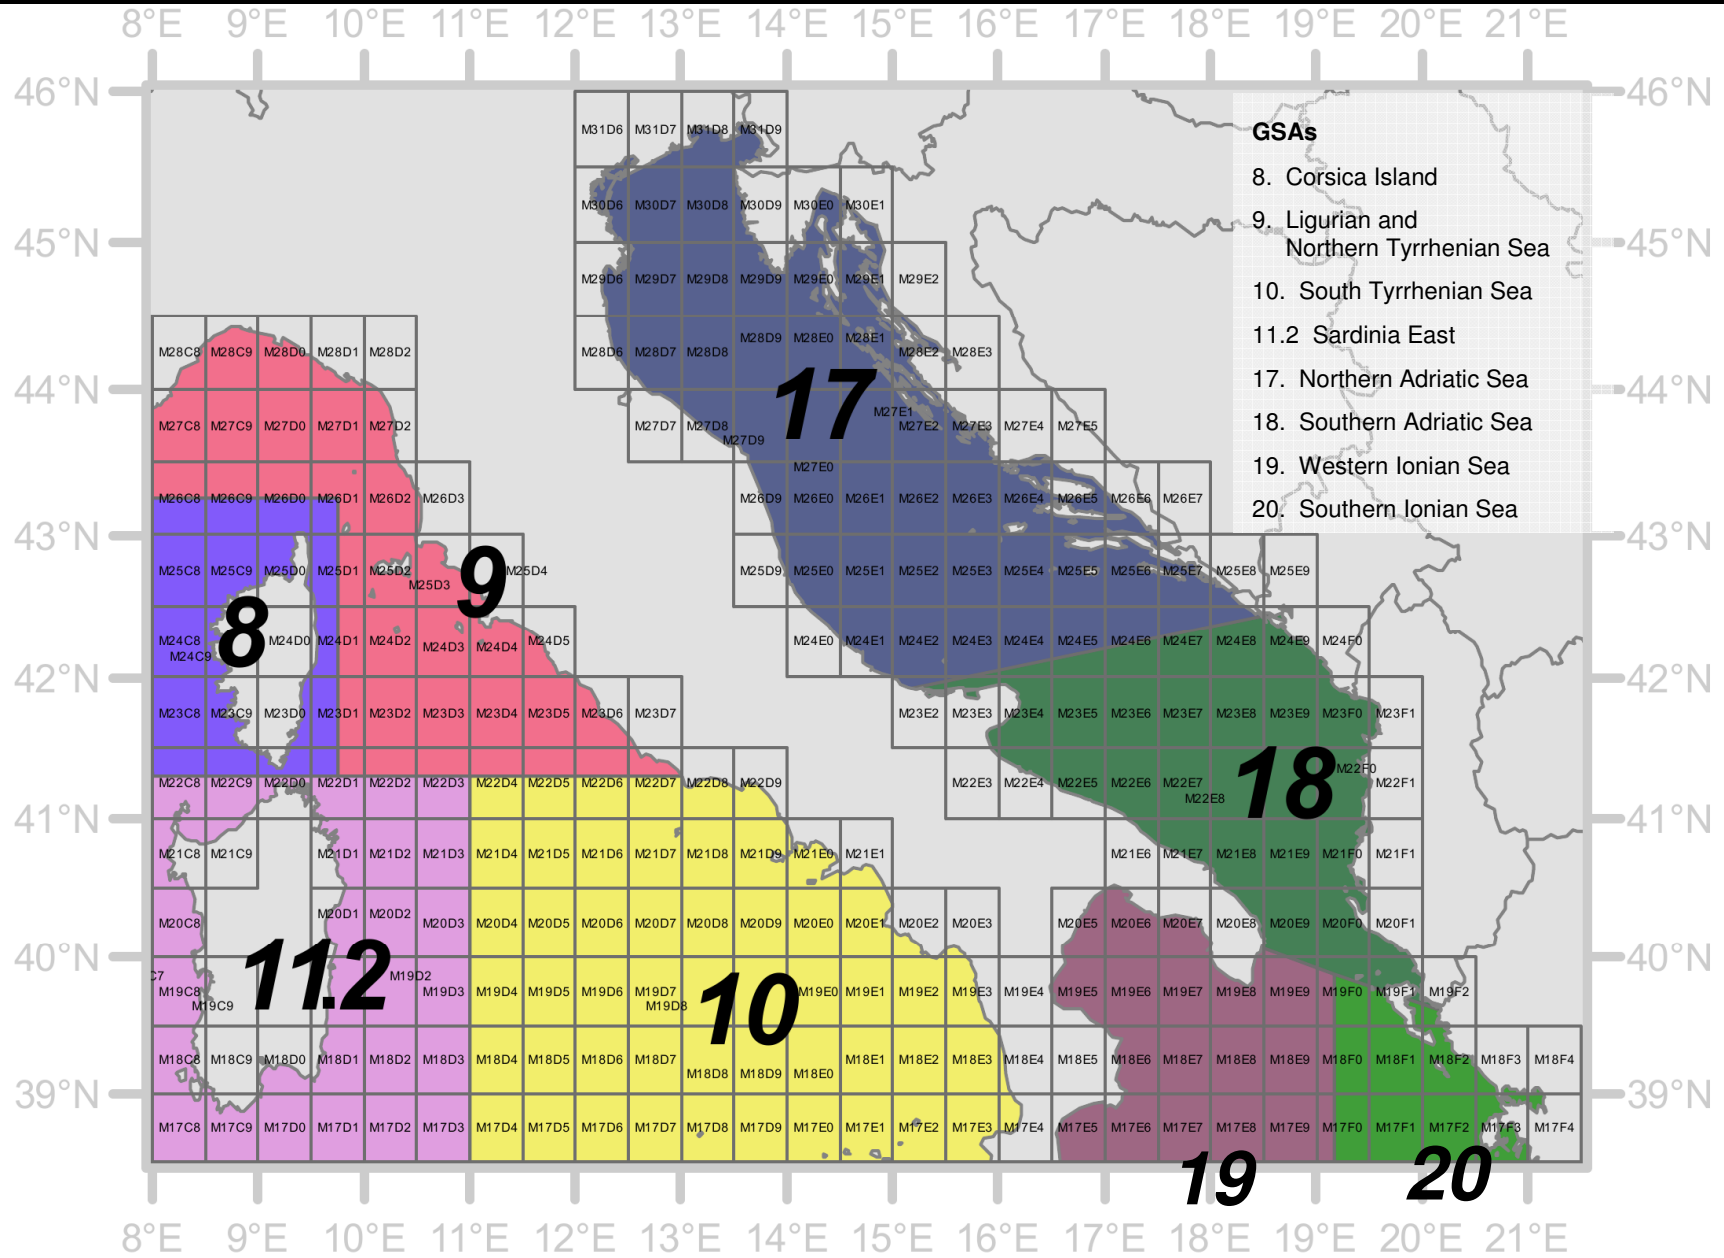 8°E 9°E 10°E 11°E 12°E 13°E 14°E 15°E 16°E 17°E 18°E 19°E 20°E 21°E
46°N 46°N
GSAs
M31D6 M31D7 M31D8 M31D9
8. Corsica Island
M30D6 M30D7 M30D8 M30D9 M30E0 M30E1
9. Ligurian and
Northern Tyrrhenian Sea
45°N 45°N
M29D6 M29D7 M29D8 M29D9 M29E0 M29E1 M29E2
10. South Tyrrhenian Sea
11.2 Sardinia East
M28D9 M28E0 M28E1
M28C8 M28C9 M28D0 M28D1 M28D2 M28D6 M28D7 M28D8 M28E2 M28E3
17. Northern Adriatic Sea
44°N 44°N
17
M27E1
18. Southern Adriatic Sea
M27C8 M27C9 M27D0 M27D1 M27D2 M27D7 M27D8 M27E2 M27E3 M27E4 M27E5
M27D9
M27E0
19. Western Ionian Sea
M26C8 M26C9 M26D0 M26D1 M26D2 M26D3 M26D9 M26E0 M26E1 M26E2 M26E3 M26E4 M26E5 M26E6 M26E7
20. Southern Ionian Sea
43°N 43°N
M25C8 M25C9 M25D0 M25D1 M25D2 M25D4 M25D9 M25E0 M25E1 M25E2 M25E3 M25E4 M25E5 M25E6 M25E7 M25E8 M25E9
M25D3
9
8
M24C8 M24D0 M24D1 M24D2 M24D3 M24D4 M24D5 M24E0 M24E1 M24E2 M24E3 M24E4 M24E5 M24E6 M24E7 M24E8 M24E9 M24F0
M24C9
42°N 42°N
M23C8 M23C9 M23D0 M23D1 M23D2 M23D3 M23D4 M23D5 M23D6 M23D7 M23E2 M23E3 M23E4 M23E5 M23E6 M23E7 M23E8 M23E9 M23F0 M23F1
M22F0
18
M22C8 M22C9 M22D0 M22D1 M22D2 M22D3 M22D4 M22D5 M22D6 M22D7 M22D8 M22D9 M22E3 M22E4 M22E5 M22E6 M22E7 M22F1
M22E8
41°N 41°N
M21C8 M21C9 M21D1 M21D2 M21D3 M21D4 M21D5 M21D6 M21D7 M21D8 M21D9 M21E0 M21E1 M21E6 M21E7 M21E8 M21E9 M21F0 M21F1
M20D1 M20D2
M20C8 M20D3 M20D4 M20D5 M20D6 M20D7 M20D8 M20D9 M20E0 M20E1 M20E2 M20E3 M20E5 M20E6 M20E7 M20E8 M20E9 M20F0 M20F1
40°N 40°N
C7 M19D2
11.2
M19C8 M19D3 M19D4 M19D5 M19D6 M19D7 M19E0 M19E1 M19E2 M19E3 M19E4 M19E5 M19E6 M19E7 M19E8 M19E9 M19F0 M19F1 M19F2
M19C9 M19D8
10
M18C8 M18C9 M18D0 M18D1 M18D2 M18D3 M18D4 M18D5 M18D6 M18D7 M18E1 M18E2 M18E3 M18E4 M18E5 M18E6 M18E7 M18E8 M18E9 M18F0 M18F1 M18F2 M18F3 M18F4
M18D8 M18D9 M18E0
39°N 39°N
M17C8 M17C9 M17D0 M17D1 M17D2 M17D3 M17D4 M17D5 M17D6 M17D7 M17D8 M17D9 M17E0 M17E1 M17E2 M17E3 M17E4 M17E5 M17E6 M17E7 M17E8 M17E9 M17F0 M17F1 M17F2 M17F3 M17F4
19 20
8°E 9°E 10°E 11°E 12°E 13°E 14°E 15°E 16°E 17°E 18°E 19°E 20°E 21°E